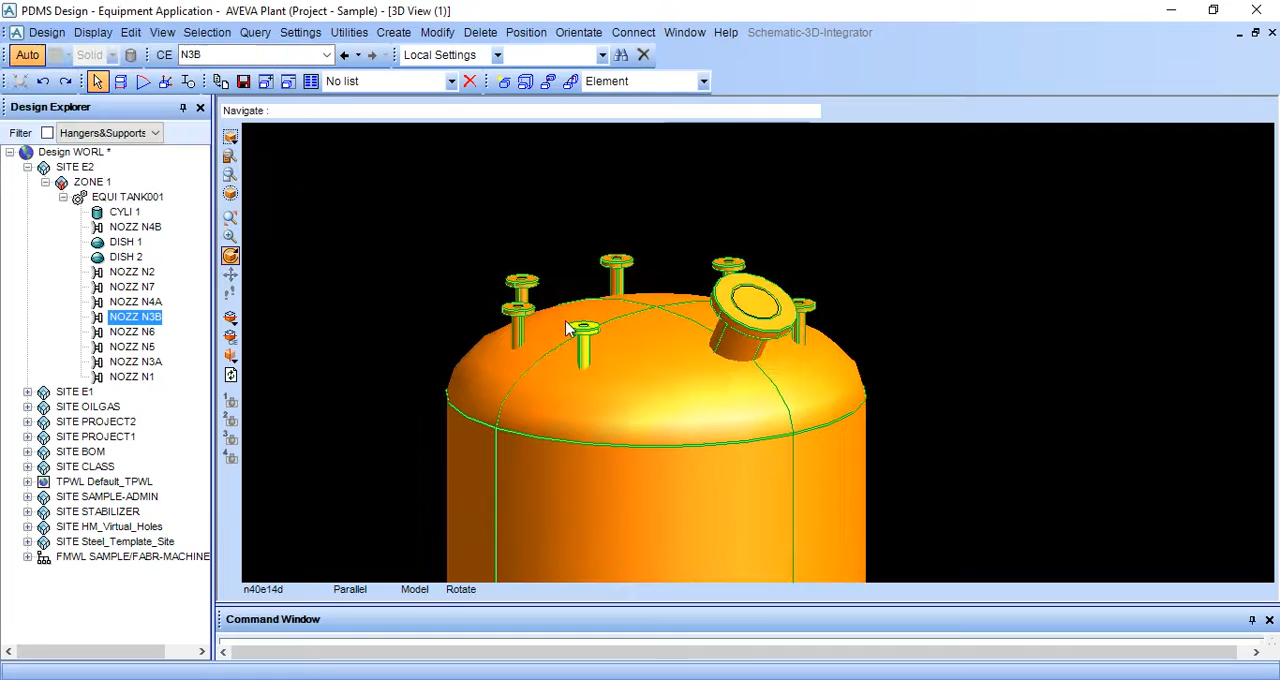 PDMS Design - Equipment Application -  AVEVA Plant (Project - Sample) - [3D View (1)]
Design Display Edit View Selection Query Settings Utilities Create Modify Delete Position Orientate Connect Window Help Schematic-3D-Integrator
Auto Solid CE N3B Local Settings
No list Element
Design Explorer
Navigate :
Filter Hangers&Supports
Design WORL *
SITE E2
ZONE 1
EQUI TANK001
CYLI 1
NOZZ N4B
DISH 1
DISH 2
NOZZ N2
NOZZ N7
NOZZ N4A
NOZZ N3B
NOZZ N6
NOZZ N5
NOZZ N3A
NOZZ N1
SITE E1
SITE OILGAS
SITE PROJECT2
SITE PROJECT1
SITE BOM
SITE CLASS
TPWL Default_TPWL
SITE SAMPLE-ADMIN
SITE STABILIZER
SITE HM_Virtual_Holes
SITE Steel_Template_Site
FMWL SAMPLE/FABR-MACHINE
1
2
3
4
n40e14d Parallel Model Rotate
Command Window